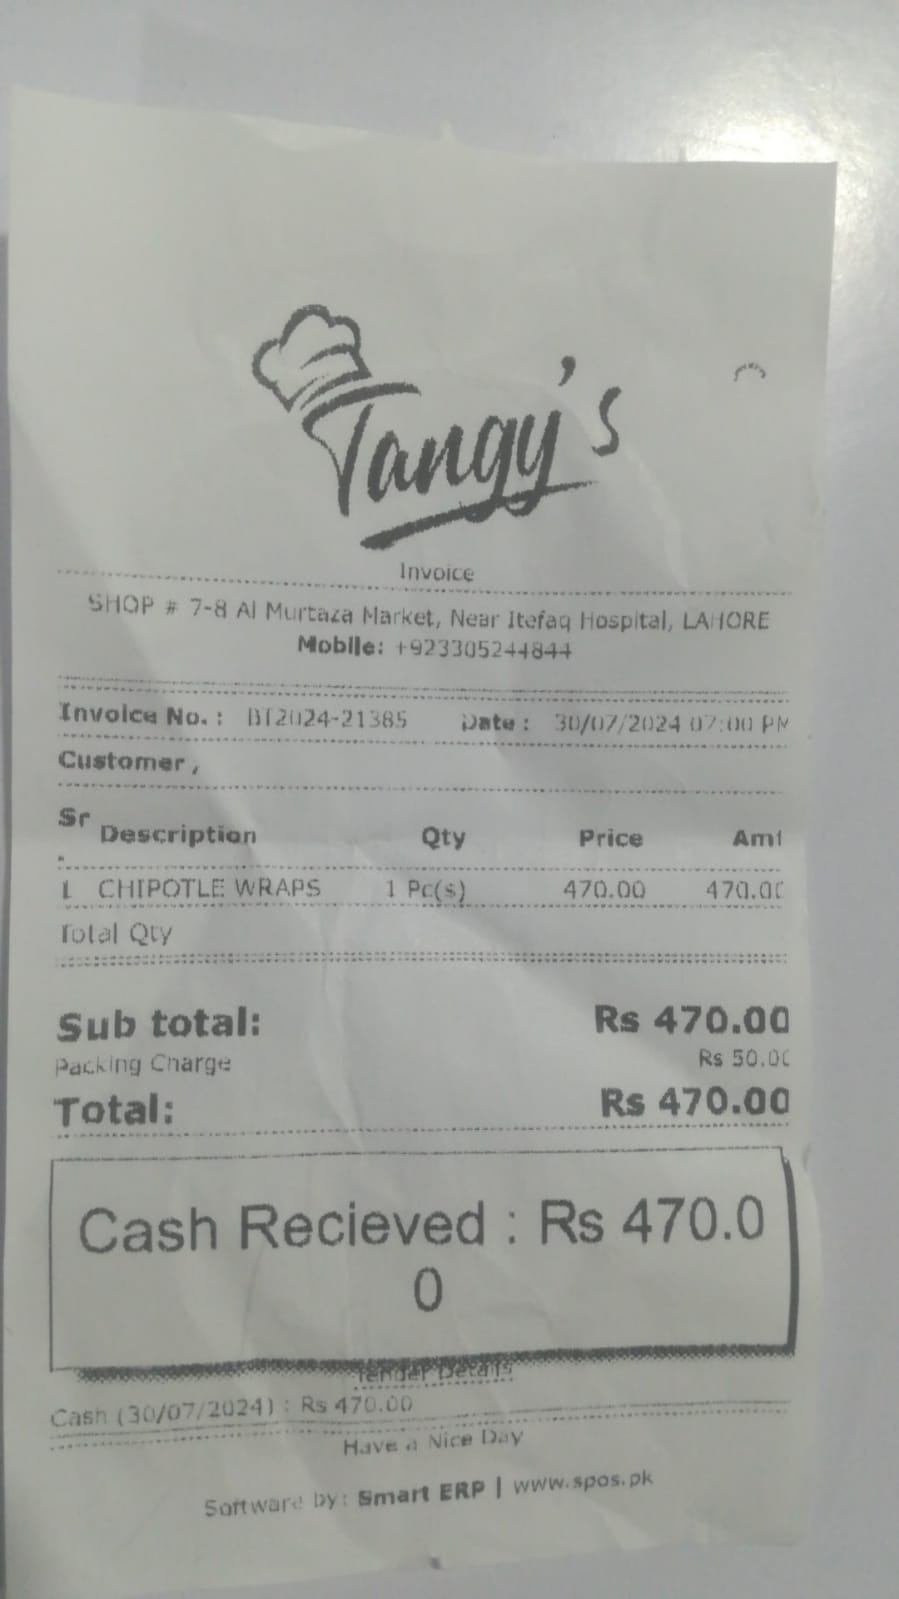 Tangy's
Invoice
SHOP # 7-8 Al Murtaza Market, Near Itefaq Hospital, LAHORE
Mobile: +923305244844
Invoice No. : BT2024-21385 Date : 30/07/2024 07:00 PM
Customer ,
Sr
. Description Qty Price Amt
1 CHIPOTLE WRAPS 1 Pc(s) 470.00 470.00
Total Qty
Sub total: Rs 470.00
Packing Charge Rs 50.00
Total: Rs 470.00
Cash Recieved : Rs 470.0
0
Tender Details
Cash (30/07/2024) : Rs 470.00
Have a Nice Day
Software by: Smart ERP | www.spos.pk